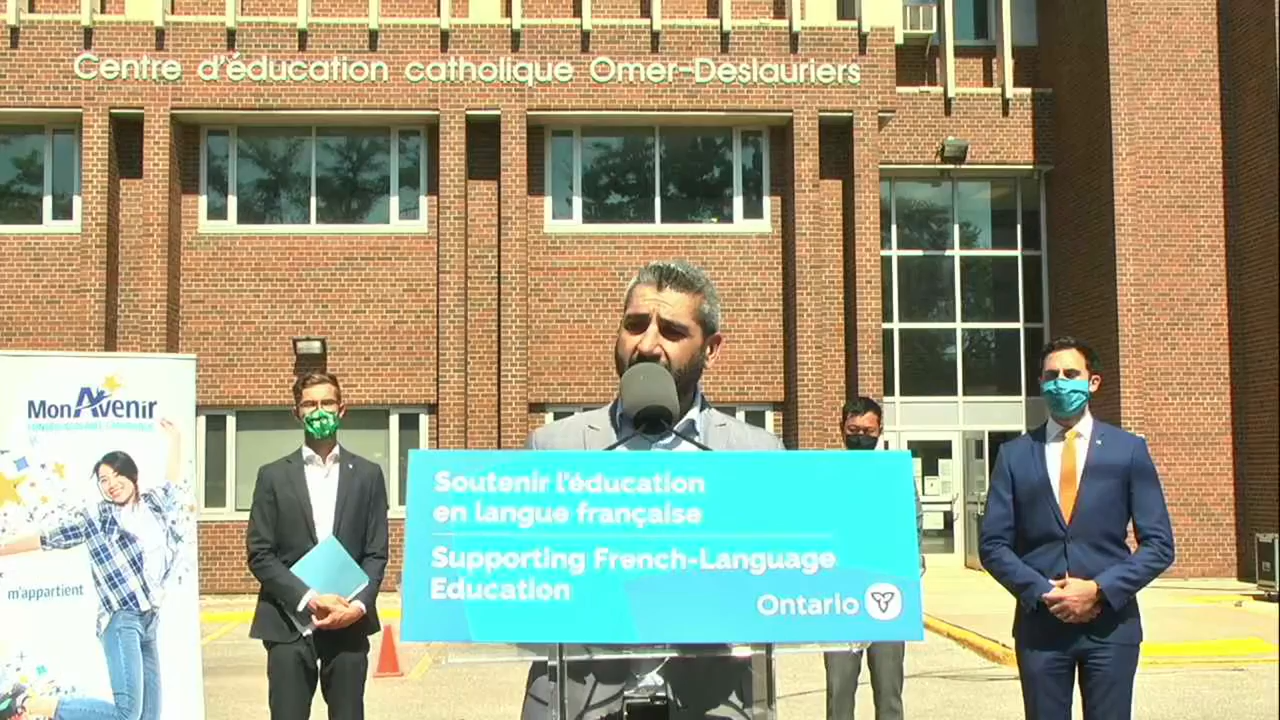 Centre d'éducation catholique Omer-Deslauriers
MonAvenir
m'appartient
Soutenir l'éducation
en langue française
Supporting French-Language
Education
Ontario